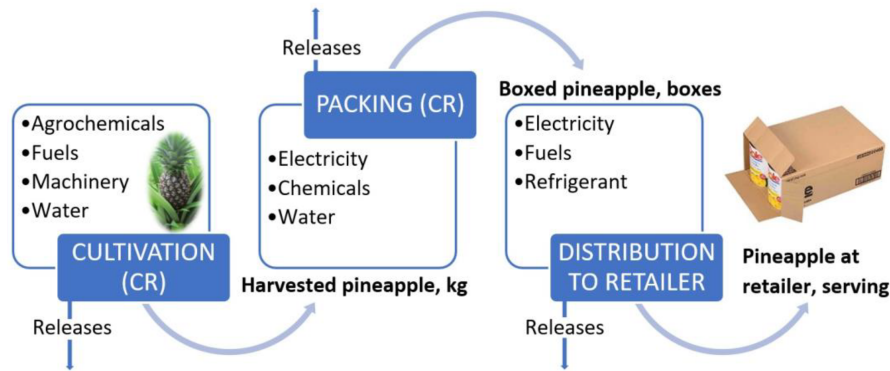 •Agrochemicals
•Fuels
•Machinery
•Water
CULTIVATION
(CR)
Releases
Releases
PACKING (CR)
•Electricity
•Chemicals
•Water
Harvested pineapple, kg
Boxed pineapple, boxes
•Electricity
•Fuels
•Refrigerant
DISTRIBUTION
TO RETAILER
Releases
Pineapple at
retailer, serving